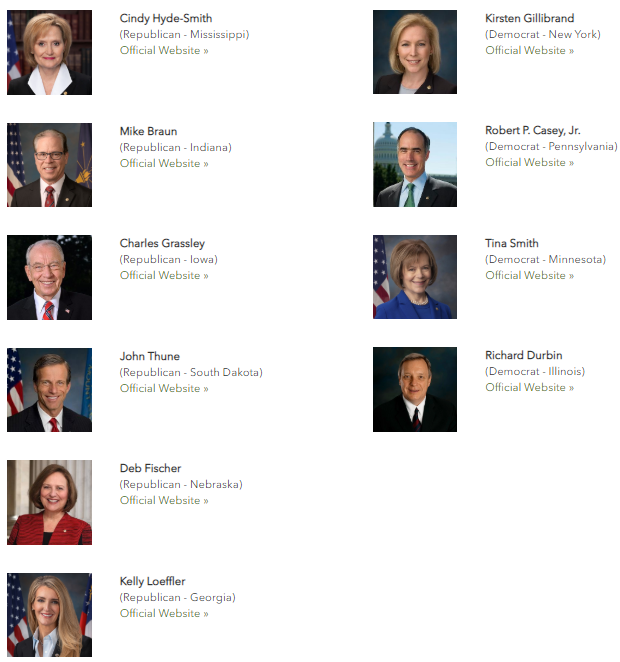 Cindy Hyde-Smith
(Republican - Mississippi)
Official Website »
Mike Braun
(Republican - Indiana)
Official Website »
Charles Grassley
(Republican - Iowa)
Official Website »
John Thune
(Republican - South Dakota)
Official Website »
Deb Fischer
(Republican - Nebraska)
Official Website »
Kelly Loeffler
(Republican - Georgia)
Official Website »
Kirsten Gillibrand
(Democrat - New York)
Official Website »
Robert P. Casey, Jr.
(Democrat - Pennsylvania)
Official Website »
Tina Smith
(Democrat - Minnesota)
Official Website »
Richard Durbin
(Democrat - Illinois)
Official Website »